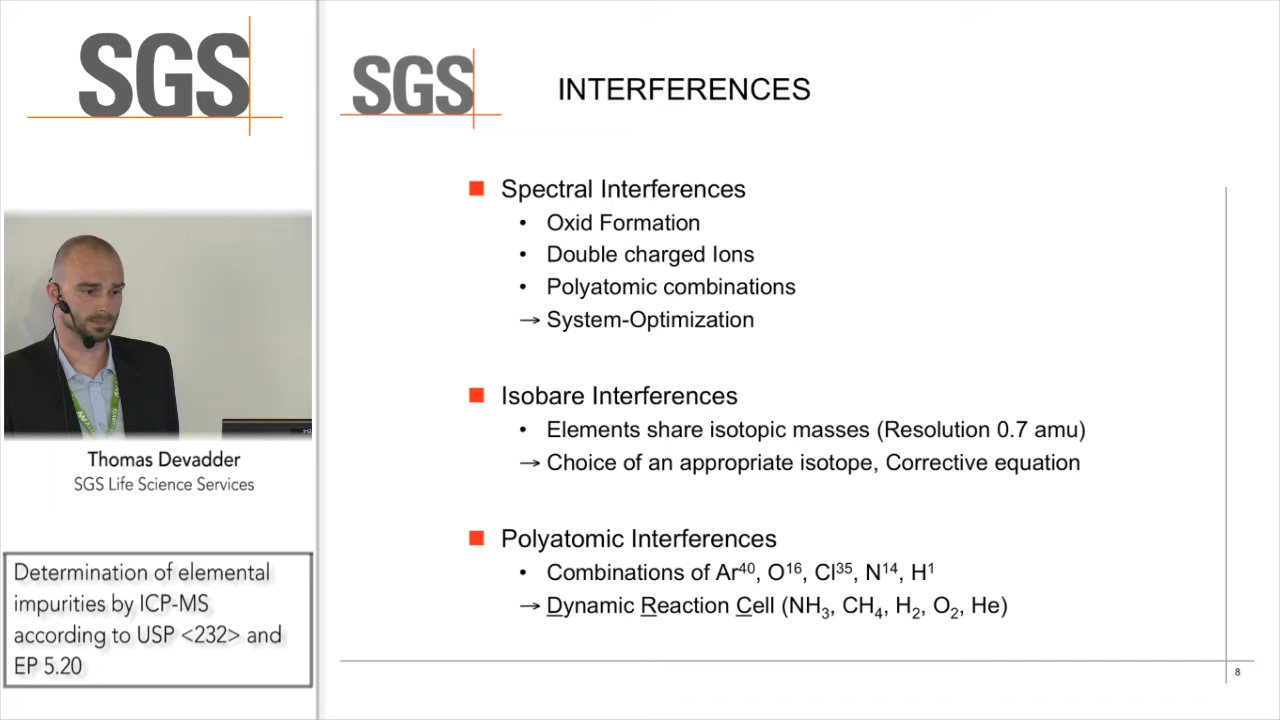 SGS
SGS
INTERFERENCES
Spectral Interferences
• Oxid Formation
• Double charged Ions
• Polyatomic combinations
→ System-Optimization
Isobare Interferences
• Elements share isotopic masses (Resolution 0.7 amu)
→ Choice of an appropriate isotope, Corrective equation
Polyatomic Interferences
• Combinations of Ar⁴⁰, O¹⁶, Cl³⁵, N¹⁴, H¹
→ Dynamic Reaction Cell (NH₃, CH₄, H₂, O₂, He)
8
Thomas Devadder
SGS Life Science Services
Determination of elemental
impurities by ICP-MS
according to USP <232> and
EP 5.20